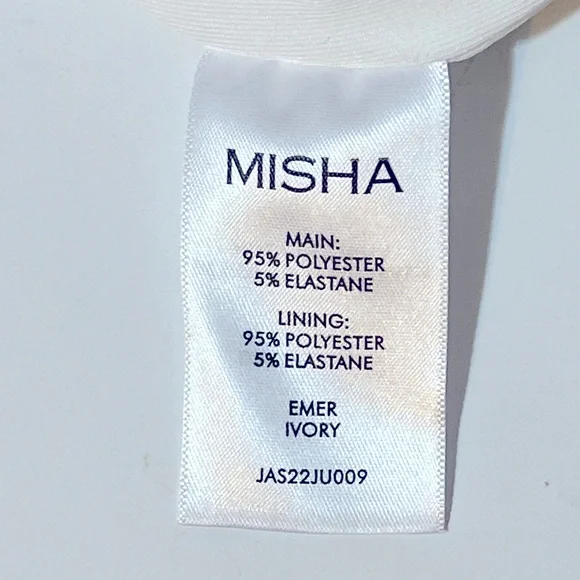 MISHA
MAIN:
95% POLYESTER
5% ELASTANE
LINING:
95% POLYESTER
5% ELASTANE
EMER
IVORY
JAS22JU009